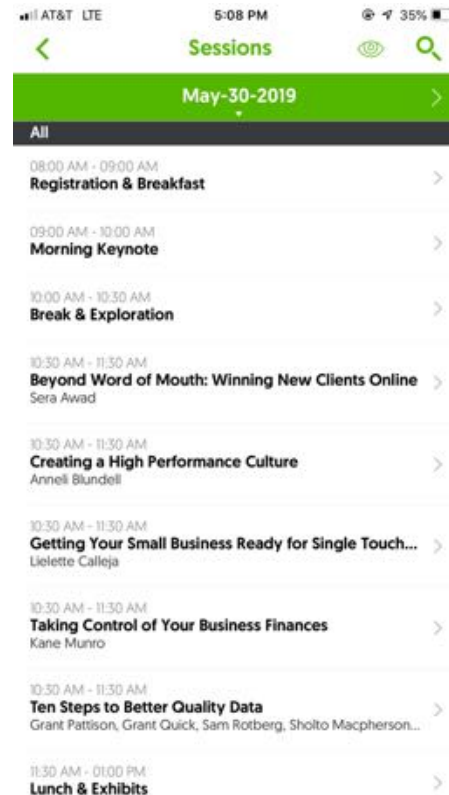 AT&T LTE 5:08 PM 35%
Sessions
May-30-2019
All
08:00 AM - 09:00 AM
Registration & Breakfast
09:00 AM - 10:00 AM
Morning Keynote
10:00 AM - 10:30 AM
Break & Exploration
10:30 AM - 11:30 AM
Beyond Word of Mouth: Winning New Clients Online
Sera Awad
10:30 AM - 11:30 AM
Creating a High Performance Culture
Anneli Blundell
10:30 AM - 11:30 AM
Getting Your Small Business Ready for Single Touch...
Lielette Calleja
10:30 AM - 11:30 AM
Taking Control of Your Business Finances
Kane Munro
10:30 AM - 11:30 AM
Ten Steps to Better Quality Data
Grant Pattison, Grant Quick, Sam Rotberg, Sholto Macpherson...
11:30 AM - 01:00 PM
Lunch & Exhibits